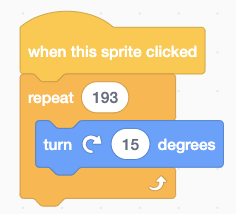 when this sprite clicked
repeat 193
turn 15 degrees